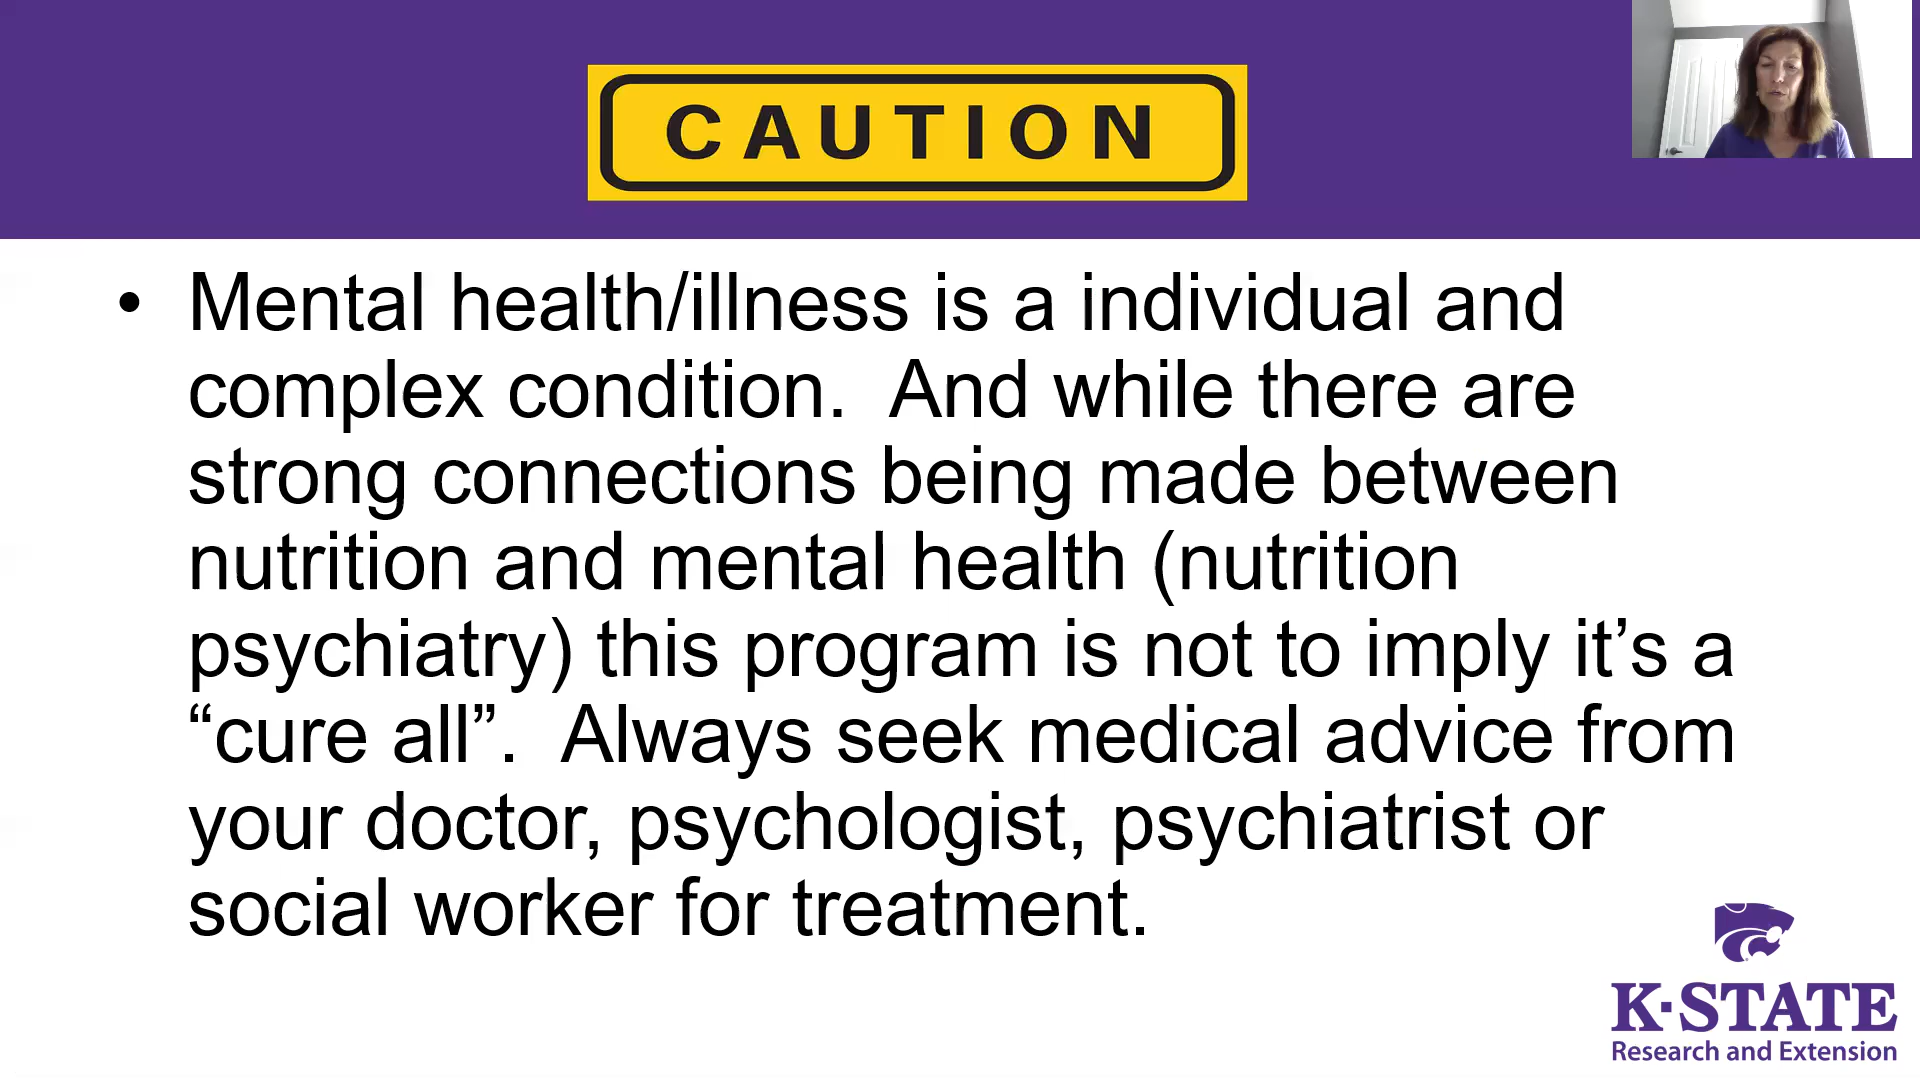 CAUTION
• Mental health/illness is a individual and
complex condition.  And while there are
strong connections being made between
nutrition and mental health (nutrition
psychiatry) this program is not to imply it’s a
“cure all”.  Always seek medical advice from
your doctor, psychologist, psychiatrist or
social worker for treatment.
K-STATE
Research and Extension